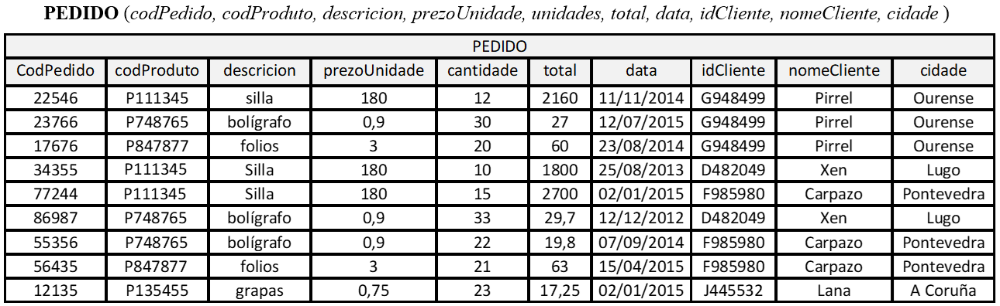 PEDIDO (codPedido, codProduto, descricion, prezoUnidade, unidades, total, data, idCliente, nomeCliente, cidade )
PEDIDO
CodPedido codProduto descricion prezoUnidade cantidade total data idCliente nomeCliente cidade
22546 P111345 silla 180 12 2160 11/11/2014 G948499 Pirrel Ourense
23766 P748765 bolígrafo 0,9 30 27 12/07/2015 G948499 Pirrel Ourense
17676 P847877 folios 3 20 60 23/08/2014 G948499 Pirrel Ourense
34355 P111345 Silla 180 10 1800 25/08/2013 D482049 Xen Lugo
77244 P111345 Silla 180 15 2700 02/01/2015 F985980 Carpazo Pontevedra
86987 P748765 bolígrafo 0,9 33 29,7 12/12/2012 D482049 Xen Lugo
55356 P748765 bolígrafo 0,9 22 19,8 07/09/2014 F985980 Carpazo Pontevedra
56435 P847877 folios 3 21 63 15/04/2015 F985980 Carpazo Pontevedra
12135 P135455 grapas 0,75 23 17,25 02/01/2015 J445532 Lana A Coruña